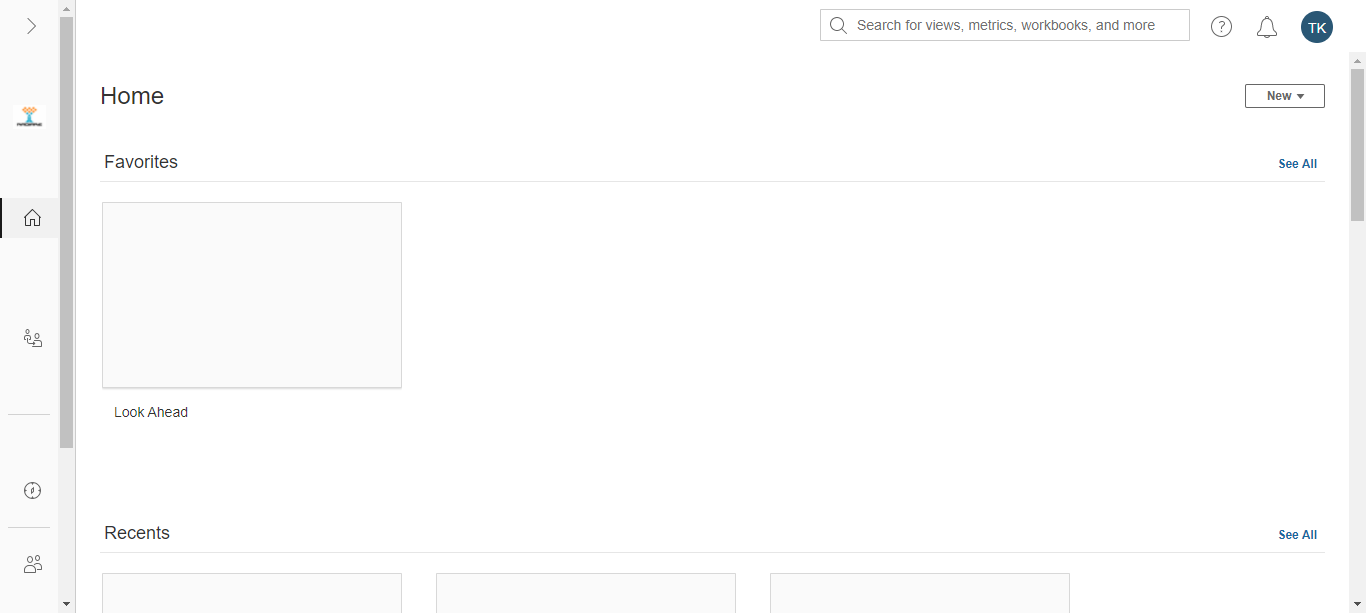 Search for views, metrics, workbooks, and more
?
TK
Home
New
Favorites
See All
Look Ahead
Recents
See All